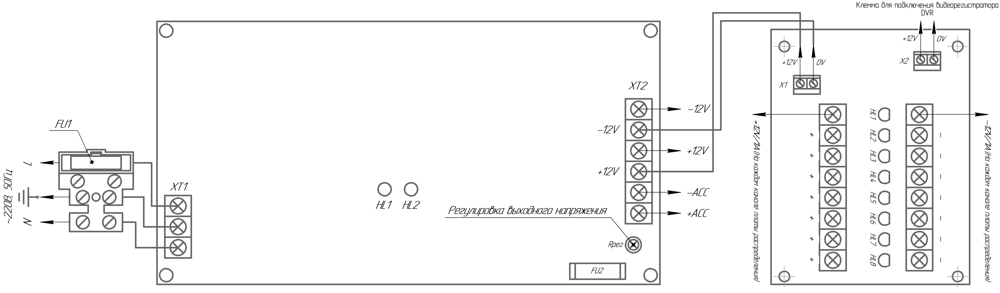 Клемма для подключения видеорегистратора
DVR
+12V
0V
X2
+12V
0V
X1
XT2
-12V
-12V
+12V
+12V
-ACC
+ACC
FU1
L
~220В, 50Гц
N
XT1
HL1
HL2
Регулировка выходного напряжения
Rрег
FU2
+12V/1A (На каждом канале платы распределения)
+
+
+
+
+
+
+
HL1
HL2
HL3
HL4
HL5
HL6
HL7
HL8
-
-
-
-
-
-
-
-12V/1A (На каждом канале платы распределения)